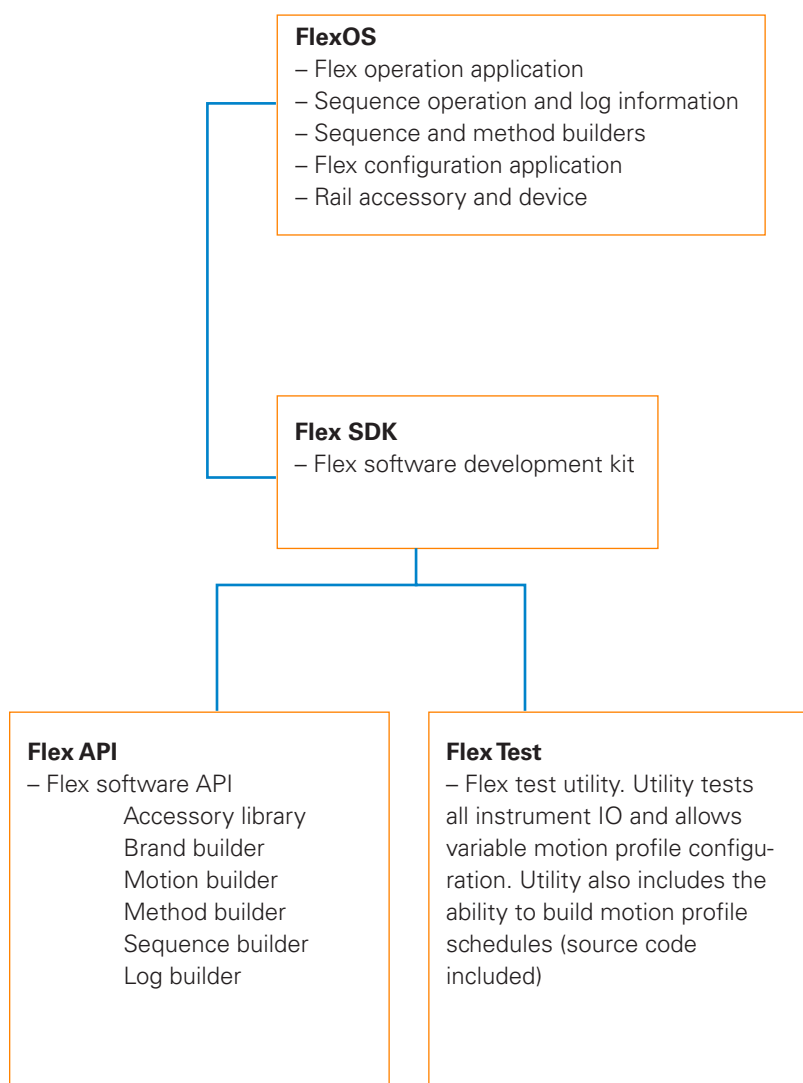 FlexOS
– Flex operation application
– Sequence operation and log information
– Sequence and method builders
– Flex configuration application
– Rail accessory and device
Flex SDK
– Flex software development kit
Flex API
– Flex software API
Accessory library
Brand builder
Motion builder
Method builder
Sequence builder
Log builder
Flex Test
– Flex test utility. Utility tests
all instrument IO and allows
variable motion profile configu-
ration. Utility also includes the
ability to build motion profile
schedules (source code
included)